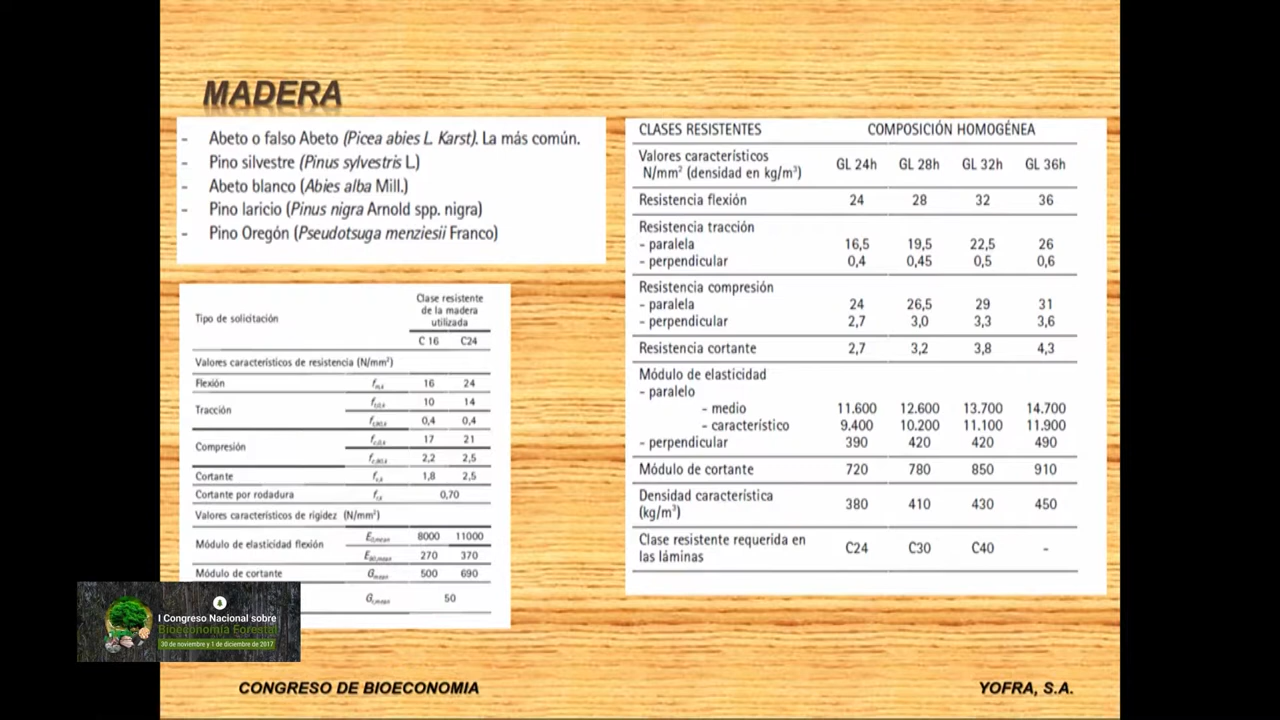 MADERA
- Abeto o falso Abeto (Picea abies L. Karst). La más común.
- Pino silvestre (Pinus sylvestris L.)
- Abeto blanco (Abies alba Mill.)
- Pino laricio (Pinus nigra Arnold spp. nigra)
- Pino Oregón (Pseudotsuga menziesii Franco)
Tipo de solicitación
Clase resistente
de la madera
utilizada
C 16 C24
Valores característicos de resistencia (N/mm²)
Flexión 16 24
Tracción 10 14
0,4 0,4
Compresión 17 21
2,2 2,5
Cortante 1,8 2,5
Cortante por rodadura 0,70
Valores característicos de rigidez (N/mm²)
Módulo de elasticidad flexión E0,mean 8000 11000
E90,mean 270 370
Módulo de cortante Gmean 500 690
50
CLASES RESISTENTES COMPOSICIÓN HOMOGÉNEA
Valores característicos
N/mm² (densidad en kg/m³) GL 24h GL 28h GL 32h GL 36h
Resistencia flexión 24 28 32 36
Resistencia tracción
- paralela 16,5 19,5 22,5 26
- perpendicular 0,4 0,45 0,5 0,6
Resistencia compresión
- paralela 24 26,5 29 31
- perpendicular 2,7 3,0 3,3 3,6
Resistencia cortante 2,7 3,2 3,8 4,3
Módulo de elasticidad
- paralelo
- medio 11.600 12.600 13.700 14.700
- característico 9.400 10.200 11.100 11.900
- perpendicular 390 420 420 490
Módulo de cortante 720 780 850 910
Densidad característica
(kg/m³) 380 410 430 450
Clase resistente requerida en
las láminas C24 C30 C40 -
I Congreso Nacional sobre
Bioeconomía Forestal
30 de noviembre y 1 de diciembre de 2017
CONGRESO DE BIOECONOMIA
YOFRA, S.A.